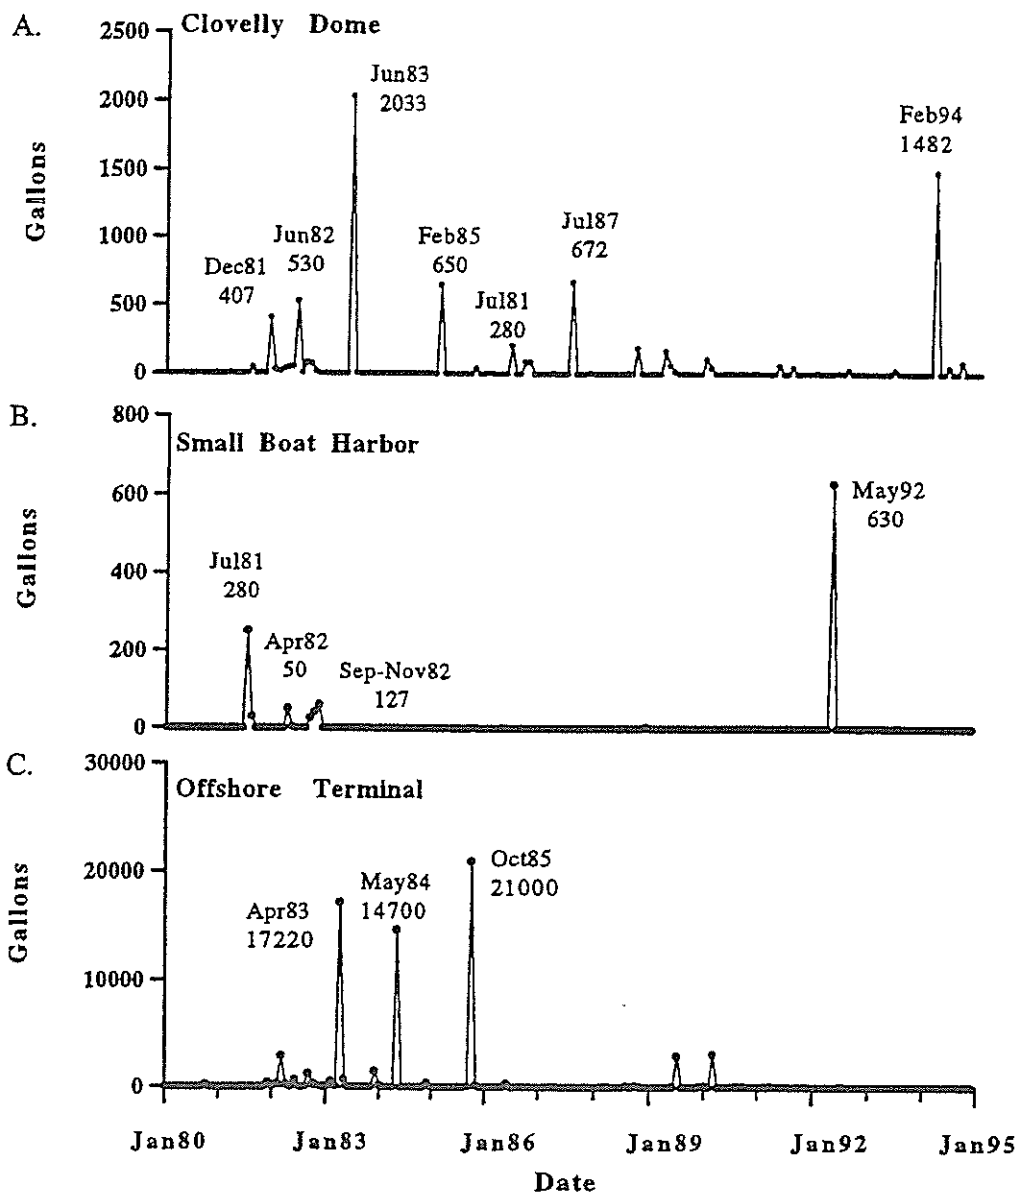 A.
Clovelly Dome
2500
2000
1500
1000
500
0
Gallons
Dec81
407
Jun82
530
Jun83
2033
Feb85
650
Jul81
280
Jul87
672
Feb94
1482
B.
Small Boat Harbor
800
600
400
200
0
Gallons
Jul81
280
Apr82
50
Sep-Nov82
127
May92
630
C.
Offshore Terminal
30000
20000
10000
0
Gallons
Apr83
17220
May84
14700
Oct85
21000
Jan80 Jan83 Jan86 Jan89 Jan92 Jan95
Date